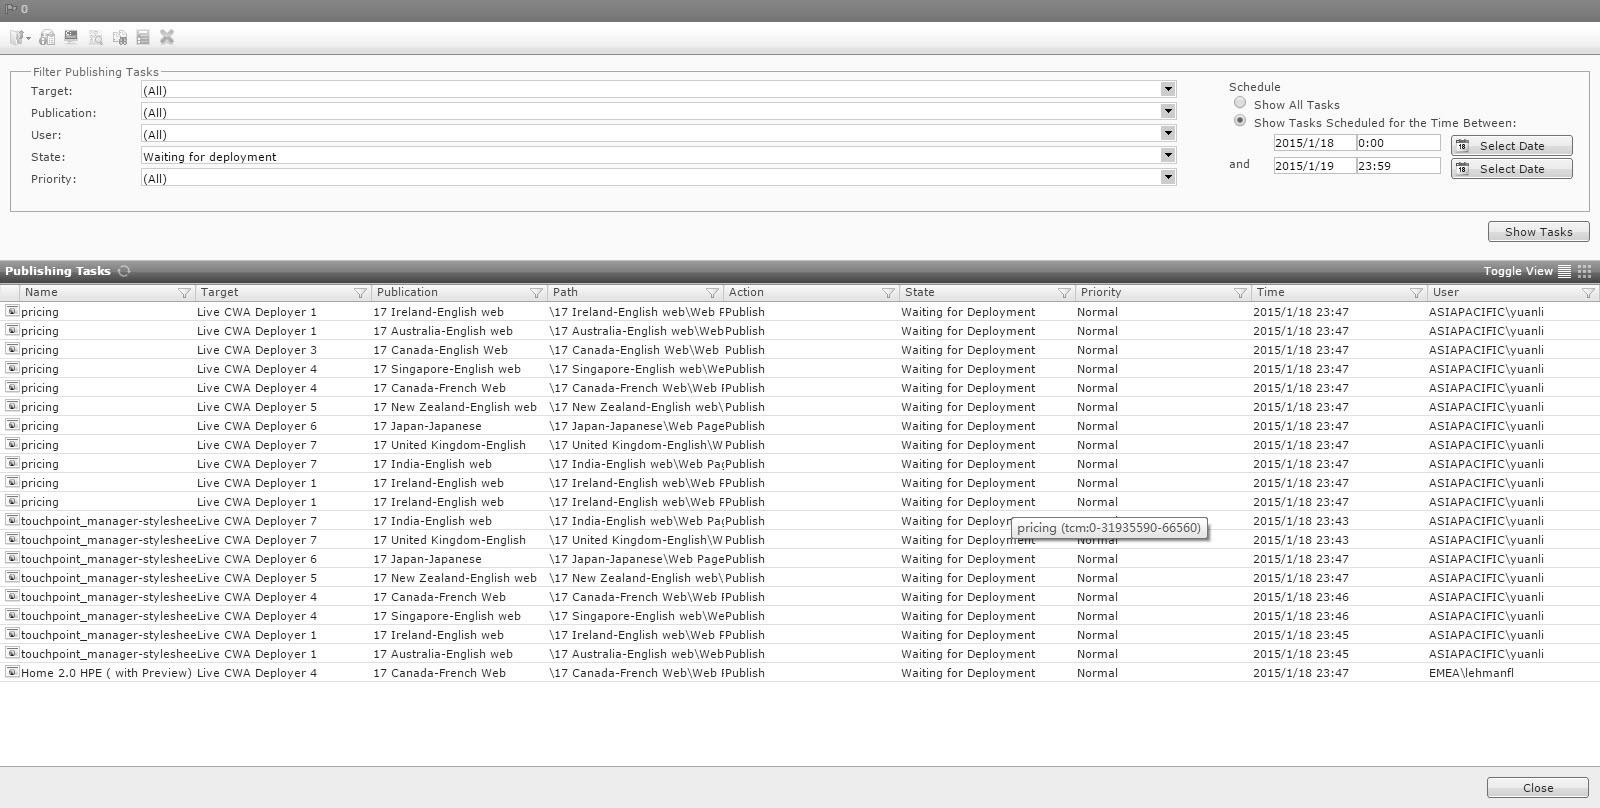 0
Filter Publishing Tasks
Target: (All)
Publication: (All)
User: (All)
State: Waiting for deployment
Priority: (All)
Schedule
Show All Tasks
Show Tasks Scheduled for the Time Between:
2015/1/18 0:00 Select Date
and 2015/1/19 23:59 Select Date
Show Tasks
Publishing Tasks Toggle View
Name Target Publication Path Action State Priority Time User
pricing Live CWA Deployer 1 17 Ireland-English web \17 Ireland-English web\Web P Publish Waiting for Deployment Normal 2015/1/18 23:47 ASIAPACIFIC\yuanli
pricing Live CWA Deployer 1 17 Australia-English web \17 Australia-English web\Web Publish Waiting for Deployment Normal 2015/1/18 23:47 ASIAPACIFIC\yuanli
pricing Live CWA Deployer 3 17 Canada-English Web \17 Canada-English Web\Web Publish Waiting for Deployment Normal 2015/1/18 23:47 ASIAPACIFIC\yuanli
pricing Live CWA Deployer 4 17 Singapore-English web \17 Singapore-English web\We Publish Waiting for Deployment Normal 2015/1/18 23:47 ASIAPACIFIC\yuanli
pricing Live CWA Deployer 4 17 Canada-French Web \17 Canada-French Web\Web Publish Waiting for Deployment Normal 2015/1/18 23:47 ASIAPACIFIC\yuanli
pricing Live CWA Deployer 5 17 New Zealand-English web \17 New Zealand-English web\ Publish Waiting for Deployment Normal 2015/1/18 23:47 ASIAPACIFIC\yuanli
pricing Live CWA Deployer 6 17 Japan-Japanese \17 Japan-Japanese\Web Page Publish Waiting for Deployment Normal 2015/1/18 23:47 ASIAPACIFIC\yuanli
pricing Live CWA Deployer 7 17 United Kingdom-English \17 United Kingdom-English\W Publish Waiting for Deployment Normal 2015/1/18 23:47 ASIAPACIFIC\yuanli
pricing Live CWA Deployer 7 17 India-English web \17 India-English web\Web Pag Publish Waiting for Deployment Normal 2015/1/18 23:47 ASIAPACIFIC\yuanli
pricing Live CWA Deployer 1 17 Ireland-English web \17 Ireland-English web\Web P Publish Waiting for Deployment Normal 2015/1/18 23:47 ASIAPACIFIC\yuanli
pricing Live CWA Deployer 1 17 Ireland-English web \17 Ireland-English web\Web P Publish Waiting for Deployment Normal 2015/1/18 23:47 ASIAPACIFIC\yuanli
touchpoint_manager-styleshee Live CWA Deployer 7 17 India-English web \17 India-English web\Web Pag Publish Waiting for Deployn 2015/1/18 23:43 ASIAPACIFIC\yuanli
pricing (tcm:0-31935590-66560)
touchpoint_manager-styleshee Live CWA Deployer 7 17 United Kingdom-English \17 United Kingdom-English\W Publish Waiting for Deployment Normal 2015/1/18 23:43 ASIAPACIFIC\yuanli
touchpoint_manager-styleshee Live CWA Deployer 6 17 Japan-Japanese \17 Japan-Japanese\Web Page Publish Waiting for Deployment Normal 2015/1/18 23:47 ASIAPACIFIC\yuanli
touchpoint_manager-styleshee Live CWA Deployer 5 17 New Zealand-English web \17 New Zealand-English web\ Publish Waiting for Deployment Normal 2015/1/18 23:47 ASIAPACIFIC\yuanli
touchpoint_manager-styleshee Live CWA Deployer 4 17 Canada-French Web \17 Canada-French Web\Web Publish Waiting for Deployment Normal 2015/1/18 23:46 ASIAPACIFIC\yuanli
touchpoint_manager-styleshee Live CWA Deployer 4 17 Singapore-English web \17 Singapore-English web\We Publish Waiting for Deployment Normal 2015/1/18 23:46 ASIAPACIFIC\yuanli
touchpoint_manager-styleshee Live CWA Deployer 1 17 Ireland-English web \17 Ireland-English web\Web P Publish Waiting for Deployment Normal 2015/1/18 23:45 ASIAPACIFIC\yuanli
touchpoint_manager-styleshee Live CWA Deployer 1 17 Australia-English web \17 Australia-English web\Web Publish Waiting for Deployment Normal 2015/1/18 23:45 ASIAPACIFIC\yuanli
Home 2.0 HPE ( with Preview) Live CWA Deployer 4 17 Canada-French Web \17 Canada-French Web\Web Publish Waiting for Deployment Normal 2015/1/18 23:47 EMEA\lehmanfl
Close